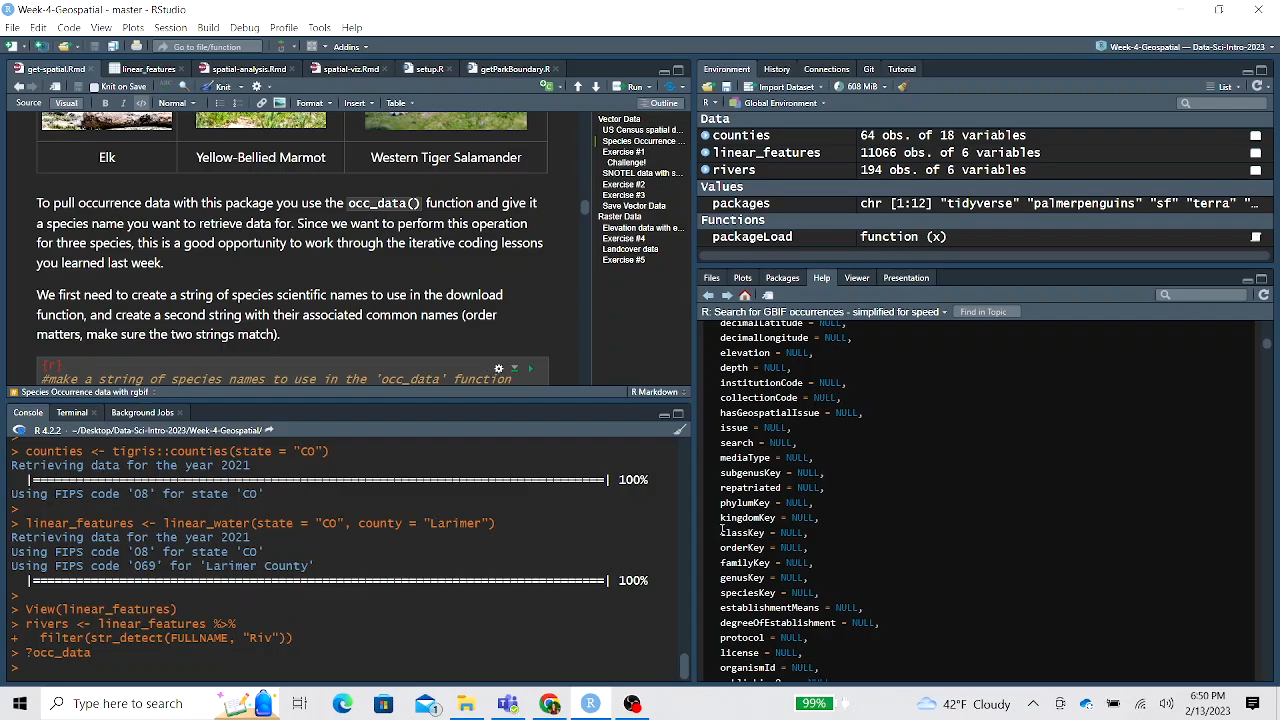 Week-4-Geospatial - master - RStudio
File Edit Code View Plots Session Build Debug Profile Tools Help
Go to file/function Addins Week-4-Geospatial — Data-Sci-Intro-2023
get-spatial.Rmd linear_features spatial-analysis.Rmd spatial-viz.Rmd setup.R getParkBoundary.R
Knit on Save Knit Run
Source Visual B I Normal Format Insert Table Outline
Elk Yellow-Bellied Marmot Western Tiger Salamander
To pull occurrence data with this package you use the occ_data() function and give it
a species name you want to retrieve data for. Since we want to perform this operation
for three species, this is a good opportunity to work through the iterative coding lessons
you learned last week.
We first need to create a string of species scientific names to use in the download
function, and create a second string with their associated common names (order
matters, make sure the two strings match).
{r}
#make a string of species names to use in the 'occ_data' function
Vector Data
US Census spatial d...
Species Occurrence ...
Exercise #1
Challenge!
SNOTEL data with s...
Exercise #2
Exercise #3
Save Vector Data
Raster Data
Elevation data with e...
Exercise #4
Landcover data
Exercise #5
Species Occurrence data with rgbif R Markdown
Console Terminal Background Jobs
R 4.2.2 · ~/Desktop/Data-Sci-Intro-2023/Week-4-Geospatial/
>
> counties <- tigris::counties(state = "CO")
Retrieving data for the year 2021
|==================================================================================| 100%
Using FIPS code '08' for state 'CO'
>
> linear_features <- linear_water(state = "CO", county = "Larimer")
Retrieving data for the year 2021
Using FIPS code '08' for state 'CO'
Using FIPS code '069' for 'Larimer County'
|==================================================================================| 100%
>
> View(linear_features)
> rivers <- linear_features %>%
+ filter(str_detect(FULLNAME, "Riv"))
> ?occ_data
>
Environment History Connections Git Tutorial
Import Dataset 608 MiB List
R Global Environment
Data
counties 64 obs. of 18 variables
linear_features 11066 obs. of 6 variables
rivers 194 obs. of 6 variables
Values
packages chr [1:12] "tidyverse" "palmerpenguins" "sf" "terra" "...
Functions
packageLoad function (x)
Files Plots Packages Help Viewer Presentation
R: Search for GBIF occurrences - simplified for speed Find in Topic
decimalLatitude = NULL,
decimalLongitude = NULL,
elevation = NULL,
depth = NULL,
institutionCode = NULL,
collectionCode = NULL,
hasGeospatialIssue = NULL,
issue = NULL,
search = NULL,
mediaType = NULL,
subgenusKey = NULL,
repatriated = NULL,
phylumKey = NULL,
kingdomKey = NULL,
classKey = NULL,
orderKey = NULL,
familyKey = NULL,
genusKey = NULL,
speciesKey = NULL,
establishmentMeans = NULL,
degreeOfEstablishment = NULL,
protocol = NULL,
license = NULL,
organismId = NULL,
Type here to search 99% 42°F Cloudy 6:50 PM
2/13/2023